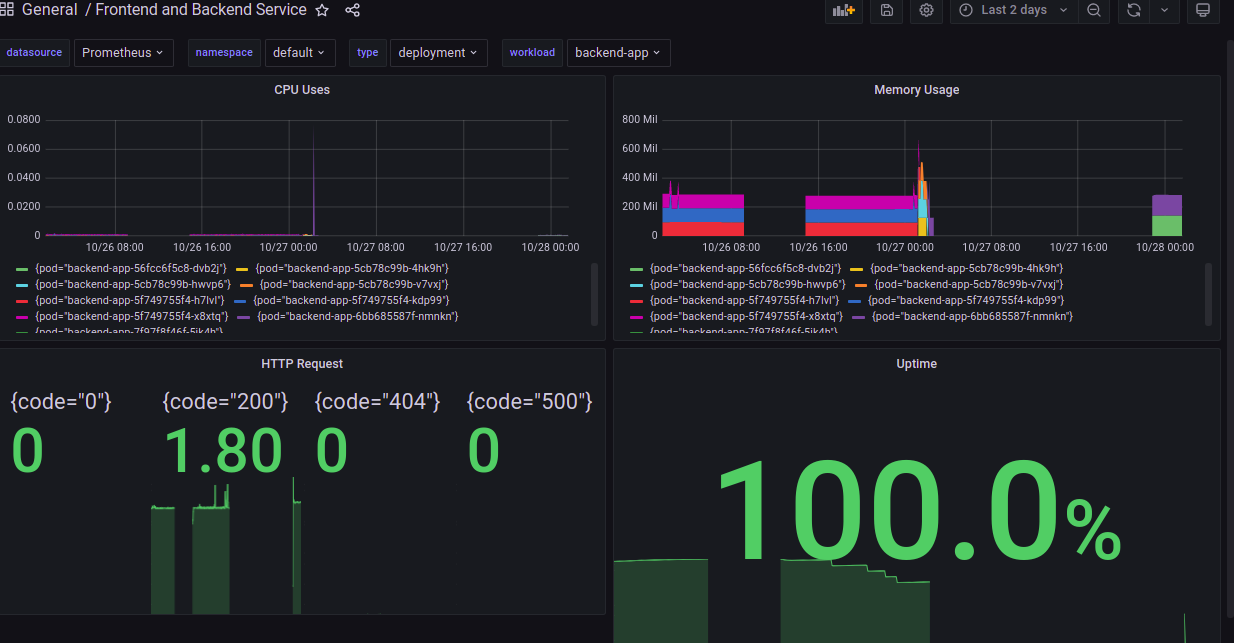 General / Frontend and Backend Service
Last 2 days
datasource Prometheus namespace default type deployment workload backend-app
CPU Uses
0.0800
0.0600
0.0400
0.0200
0
10/26 08:00 10/26 16:00 10/27 00:00 10/27 08:00 10/27 16:00 10/28 00:00
{pod="backend-app-56fcc6f5c8-dvb2j"} {pod="backend-app-5cb78c99b-4hk9h"}
{pod="backend-app-5cb78c99b-hwvp6"} {pod="backend-app-5cb78c99b-v7vxj"}
{pod="backend-app-5f749755f4-h7lvl"} {pod="backend-app-5f749755f4-kdp99"}
{pod="backend-app-5f749755f4-x8xtq"} {pod="backend-app-6bb685587f-nmnkn"}
{pod="backend-app-7f97f8f46f-5jk4h"}
Memory Usage
800 Mil
600 Mil
400 Mil
200 Mil
0
10/26 08:00 10/26 16:00 10/27 00:00 10/27 08:00 10/27 16:00 10/28 00:00
{pod="backend-app-56fcc6f5c8-dvb2j"} {pod="backend-app-5cb78c99b-4hk9h"}
{pod="backend-app-5cb78c99b-hwvp6"} {pod="backend-app-5cb78c99b-v7vxj"}
{pod="backend-app-5f749755f4-h7lvl"} {pod="backend-app-5f749755f4-kdp99"}
{pod="backend-app-5f749755f4-x8xtq"} {pod="backend-app-6bb685587f-nmnkn"}
{pod="backend-app-7f97f8f46f-5jk4h"}
HTTP Request
{code="0"} {code="200"} {code="404"} {code="500"}
0 1.80 0 0
Uptime
100.0%